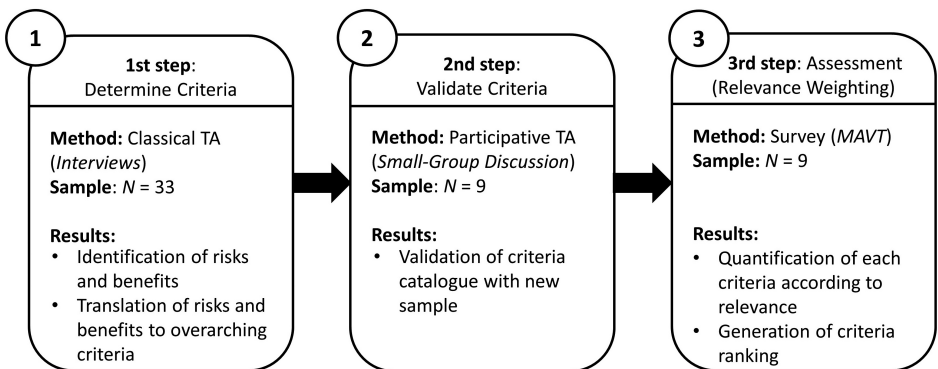 1
1st step:
Determine Criteria
Method: Classical TA
(Interviews)
Sample: N = 33
Results:
• Identification of risks
and benefits
• Translation of risks and
benefits to overarching
criteria
2
2nd step:
Validate Criteria
Method: Participative TA
(Small-Group Discussion)
Sample: N = 9
Results:
• Validation of criteria
catalogue with new
sample
3
3rd step: Assessment
(Relevance Weighting)
Method: Survey (MAVT)
Sample: N = 9
Results:
• Quantification of each
criteria according to
relevance
• Generation of criteria
ranking